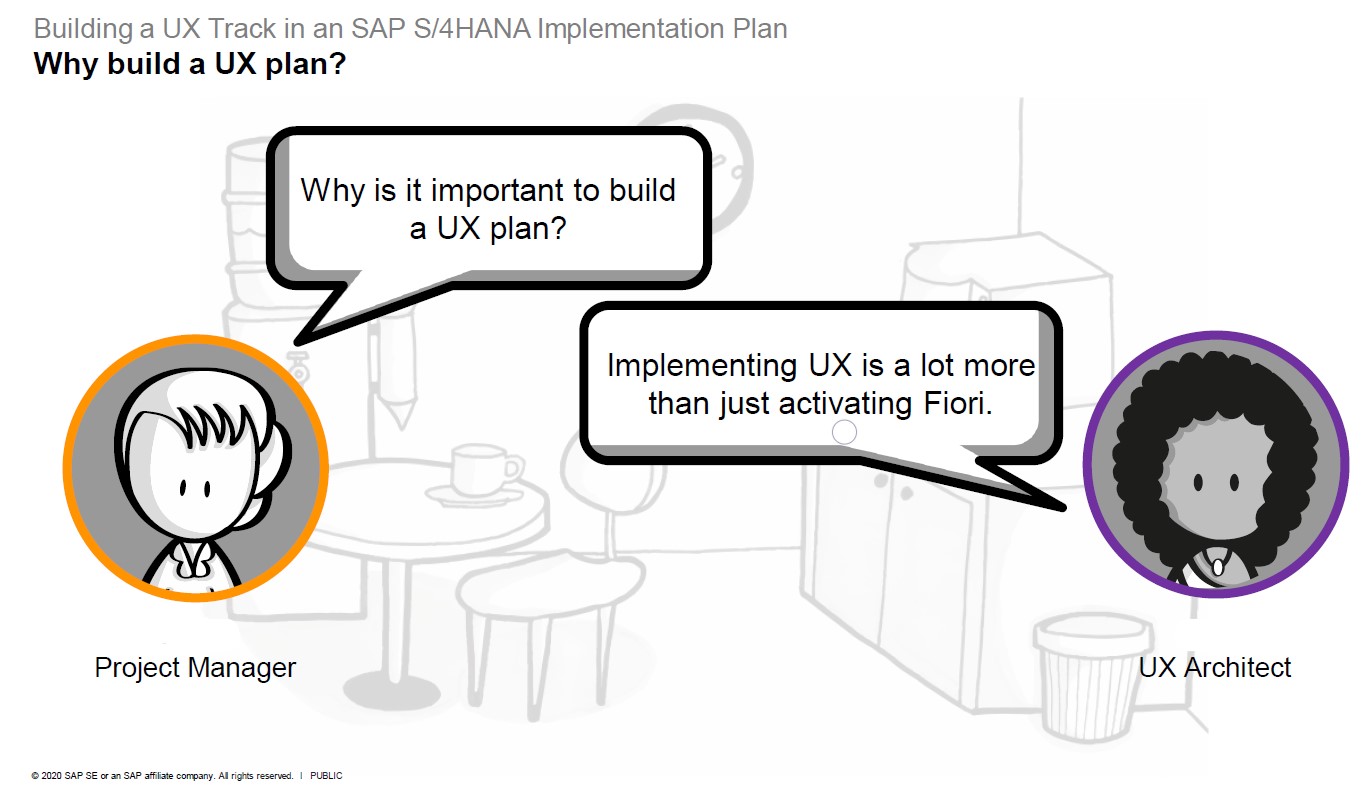 Building a UX Track in an SAP S/4HANA Implementation Plan
Why build a UX plan?
Why is it important to build
a UX plan?
Implementing UX is a lot more
than just activating Fiori.
Project Manager
UX Architect
© 2020 SAP SE or an SAP affiliate company. All rights reserved. I PUBLIC